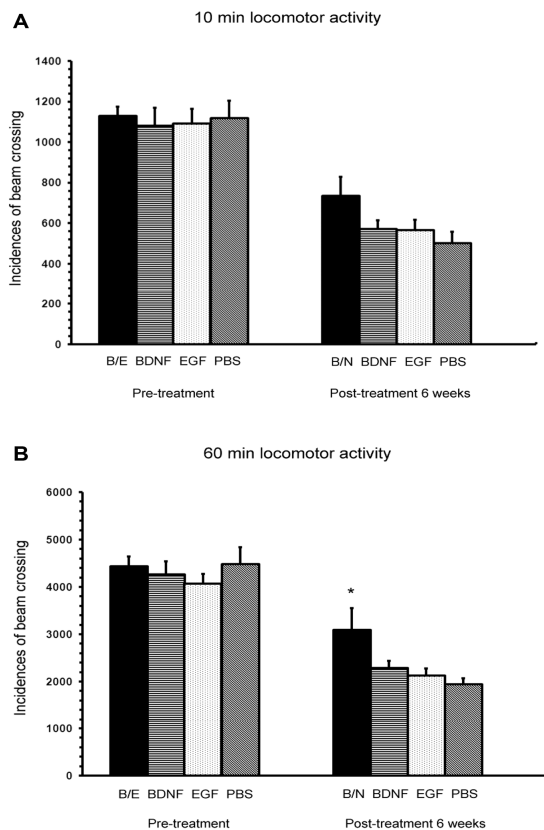 A
10 min locomotor activity
Incidences of beam crossing
1400
1200
1000
800
600
400
200
0
B/E BDNF EGF PBS
B/N BDNF EGF PBS
Pre-treatment
Post-treatment 6 weeks
B
60 min locomotor activity
Incidences of beam crossing
6000
5000
4000
3000
2000
1000
0
*
B/E BDNF EGF PBS
B/N BDNF EGF PBS
Pre-treatment
Post-treatment 6 weeks